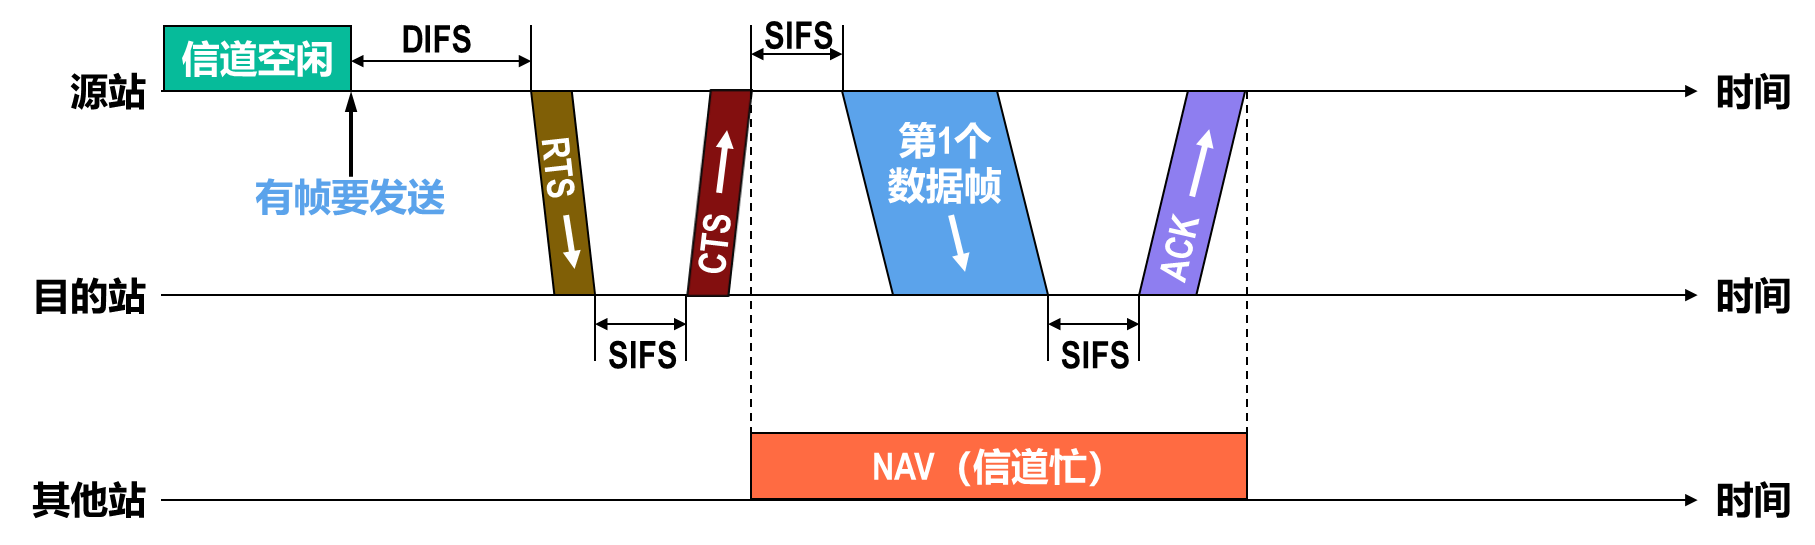 信道空闲
DIFS
SIFS
源站
时间
有帧要发送
RTS
CTS
第1个
数据帧
ACK
目的站
时间
SIFS
SIFS
NAV（信道忙）
其他站
时间